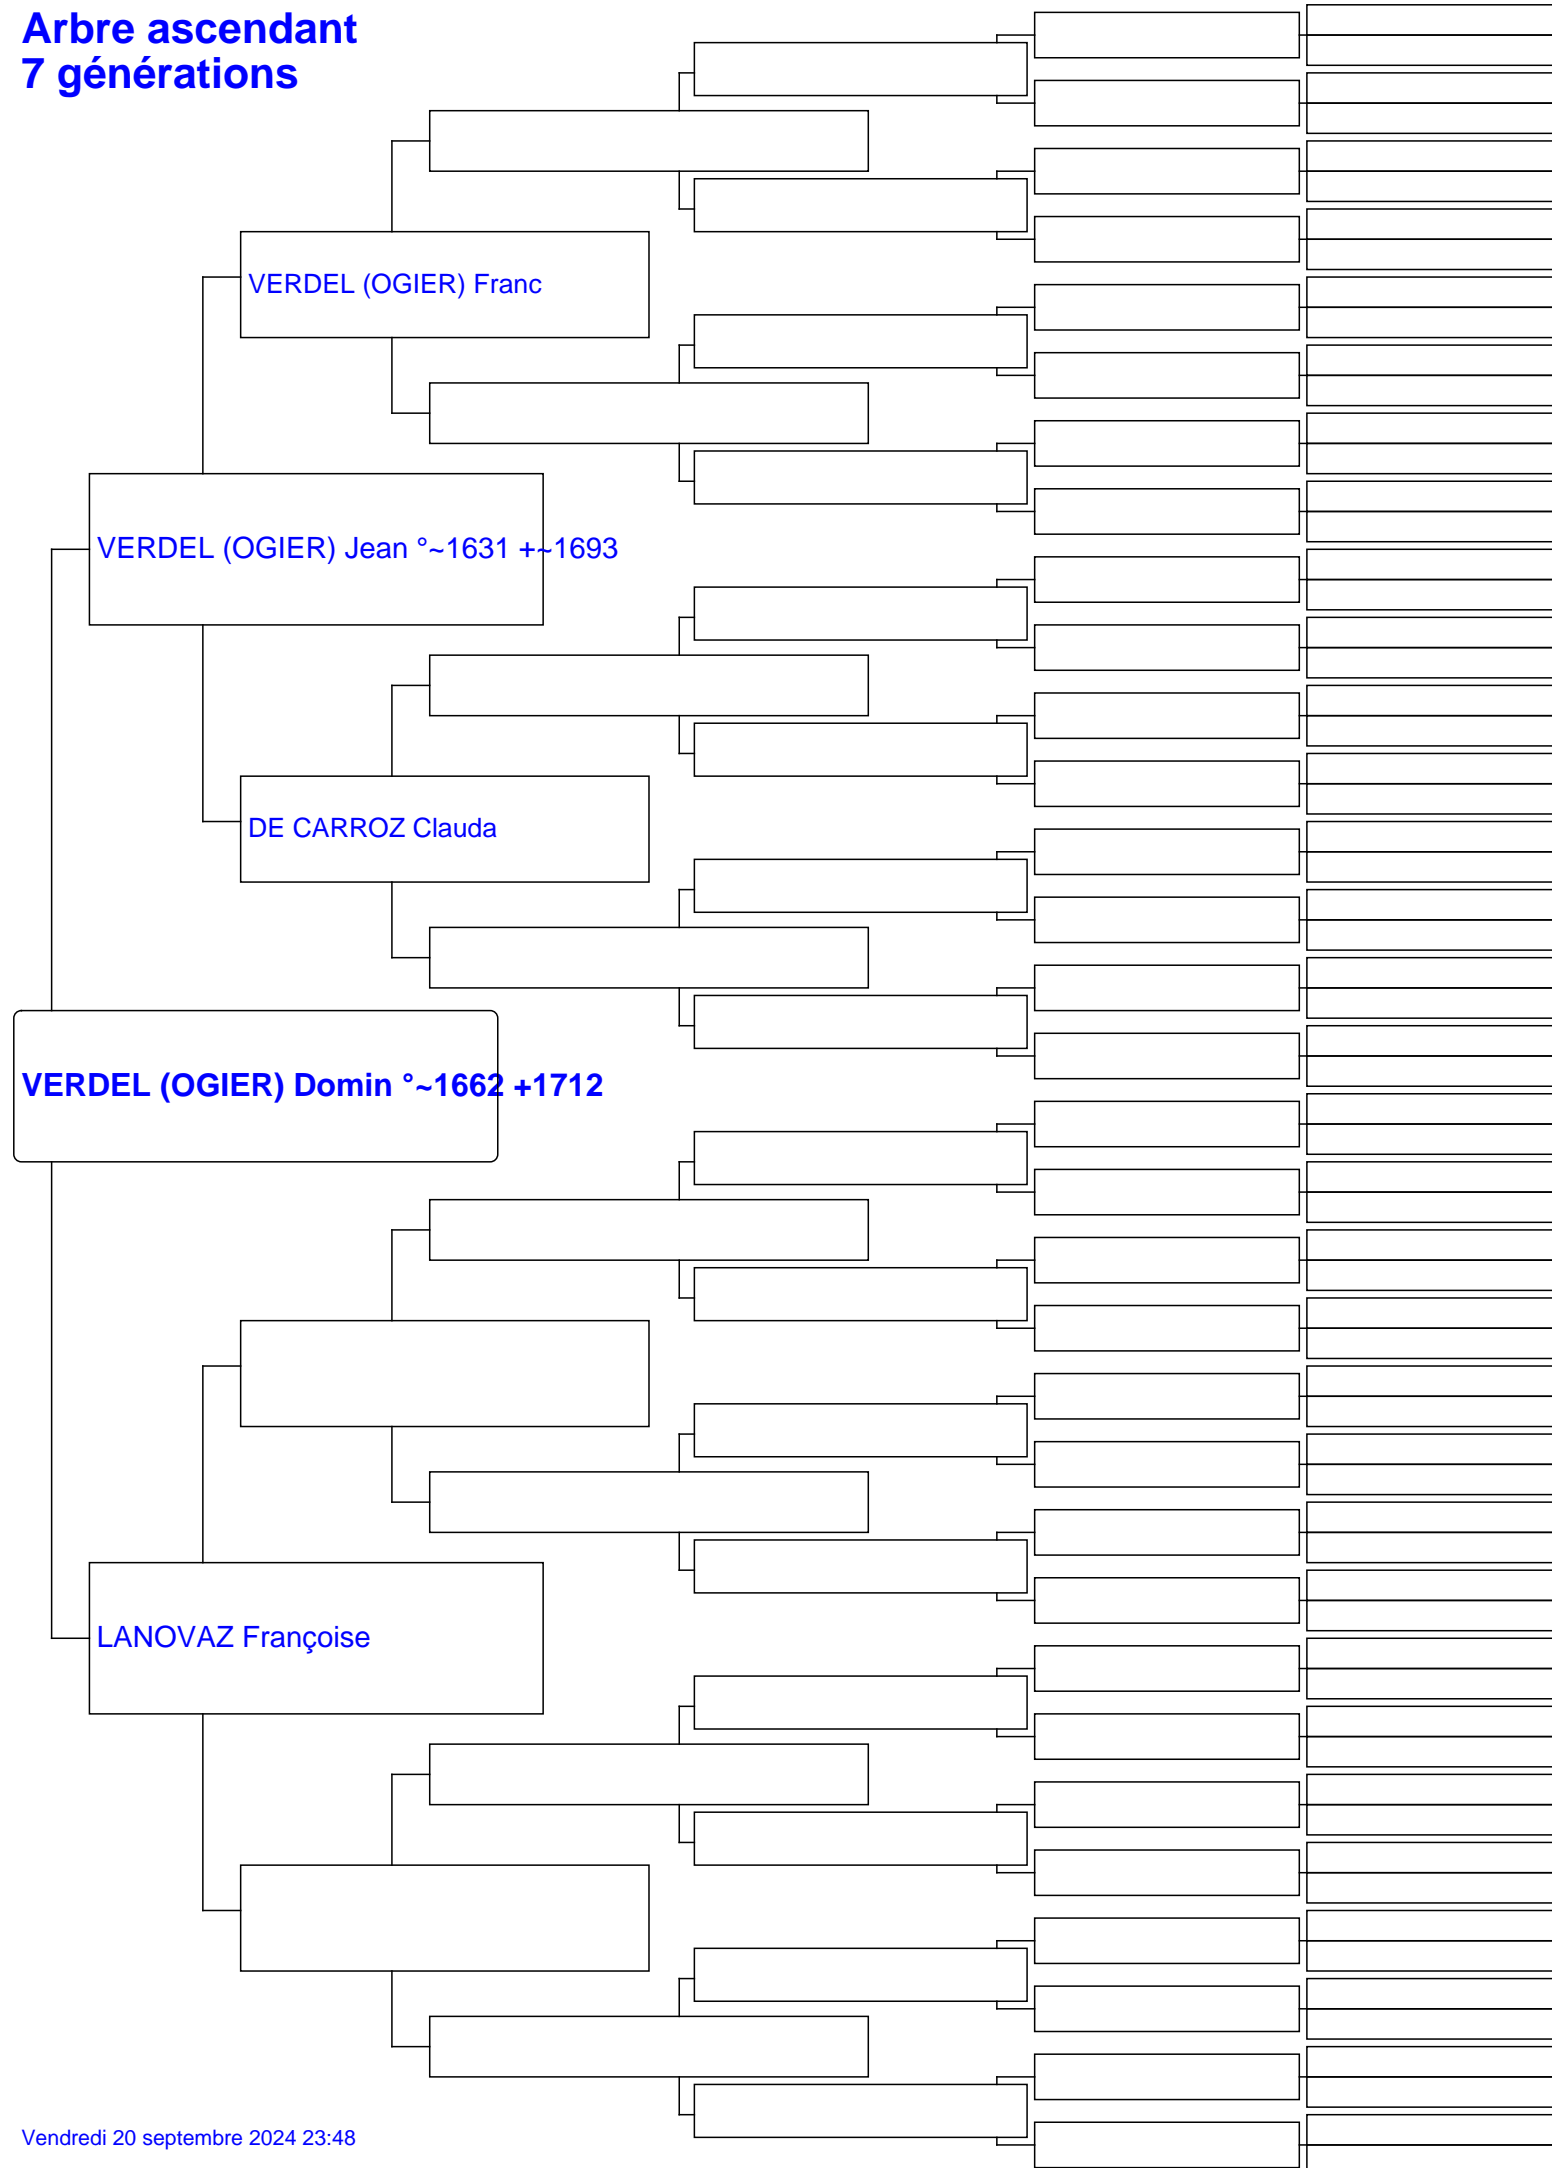 Arbre ascendant
7 générations
VERDEL (OGIER) Franc
VERDEL (OGIER) Jean °~1631 +~1693
DE CARROZ Clauda
VERDEL (OGIER) Domin °~1662 +1712
LANOVAZ Françoise
Vendredi 20 septembre 2024 23:48